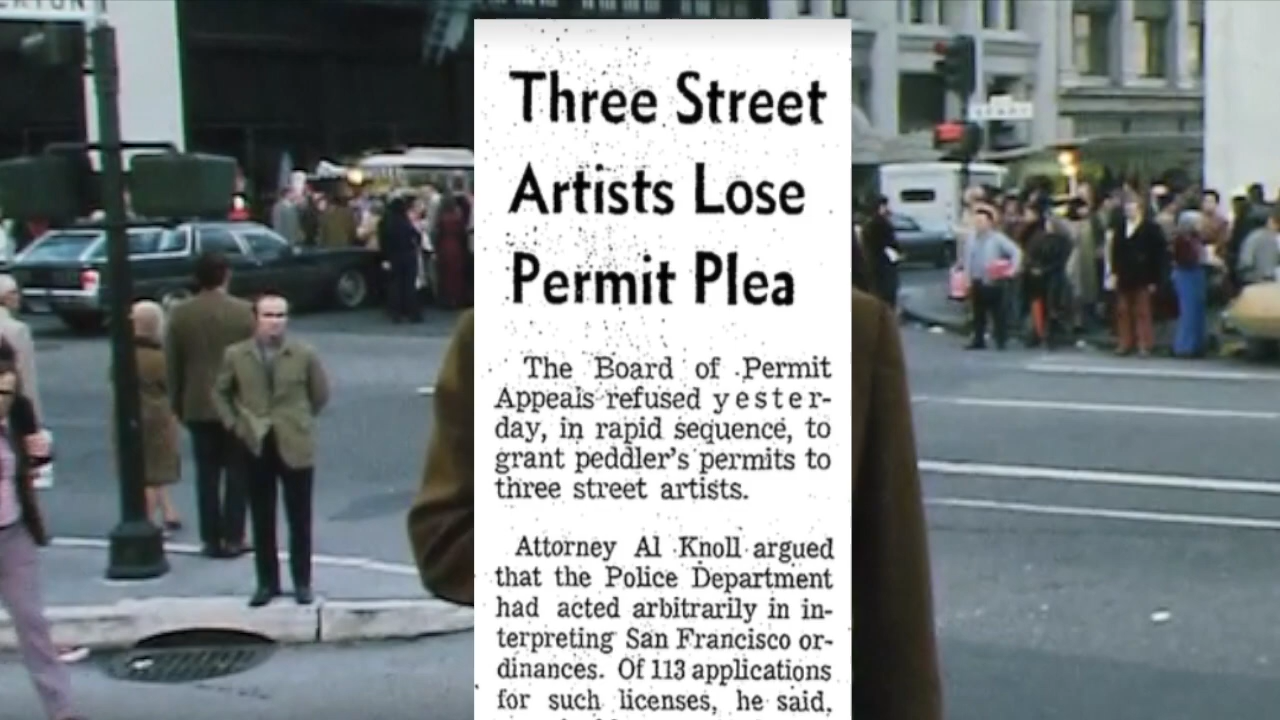 Three Street
Artists Lose
Permit Plea
The Board of Permit
Appeals refused yester-
day, in rapid sequence, to
grant peddler's permits to
three street artists.
Attorney Al Knoll argued
that the Police Department
had acted arbitrarily in in-
terpreting San Francisco or-
dinances. Of 113 applications
for such licenses, he said,